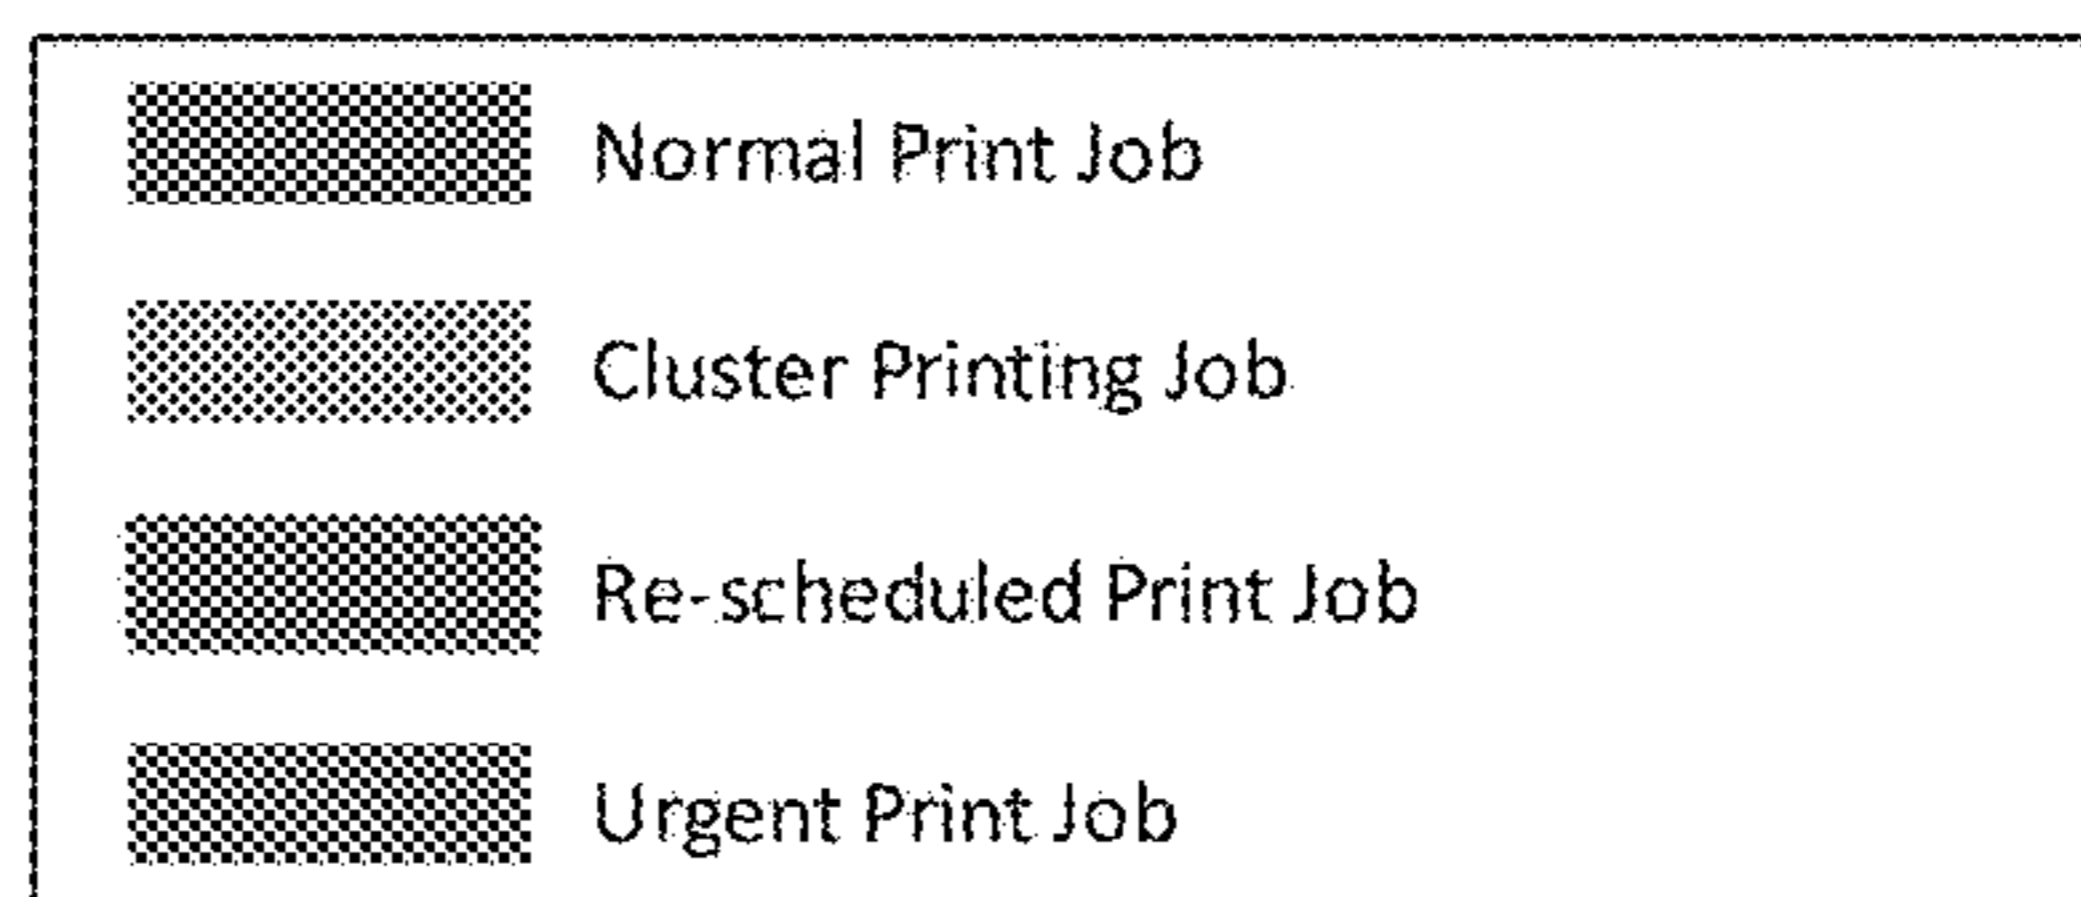 Normal Print Job
Cluster Printing Job
Re-scheduled Print Job
Urgent Print Job